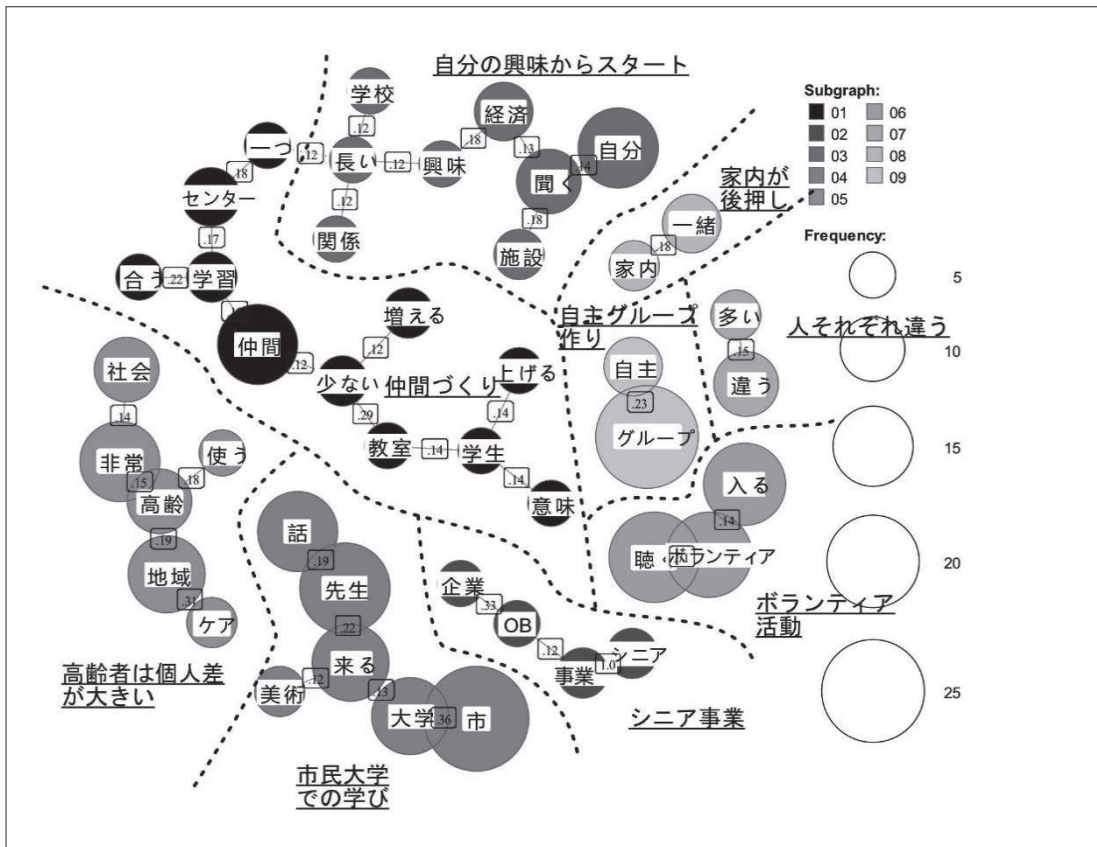 自分の興味からスタート
学校
.12
経済
.18
.13
自分
.14
一つ
.12
長い
.12
興味
聞く
.18
センター
.12
.18
.17
関係
施設
合う
.22
学習
家内が
後押し
一緒
.18
家内
仲間
.12
増える
.12
少ない
仲間づくり
上げる
.29
.14
教室
.14
学生
.14
意味
自主グループ
作り
自主
.23
グループ
多い
.15
違う
人それぞれ違う
社会
.14
非常
.15
使う
.18
高齢
.19
地域
.31
ケア
高齢者は個人差
が大きい
話
.19
先生
.22
来る
.12
美術
.13
大学
.36
市
市民大学
での学び
企業
.33
OB
.12
事業
1.0
シニア
シニア事業
入る
.14
聴く
ボランティア
ボランティア
活動
Subgraph:
01
02
03
04
05
06
07
08
09
Frequency:
5
10
15
20
25